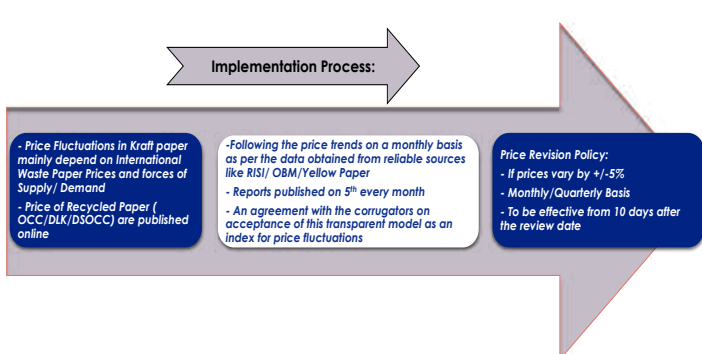 Implementation Process:
- Price Fluctuations in Kraft paper
mainly depend on International
Waste Paper Prices and forces of
Supply/ Demand
- Price of Recycled Paper (
OCC/DLK/DSOCC) are published
online
-Following the price trends on a monthly basis
as per the data obtained from reliable sources
like RISI/ OBM/Yellow Paper
- Reports published on 5th every month
- An agreement with the corrugators on
acceptance of this transparent model as an
index for price fluctuations
Price Revision Policy:
- If prices vary by +/-5%
- Monthly/Quarterly Basis
- To be effective from 10 days after
the review date